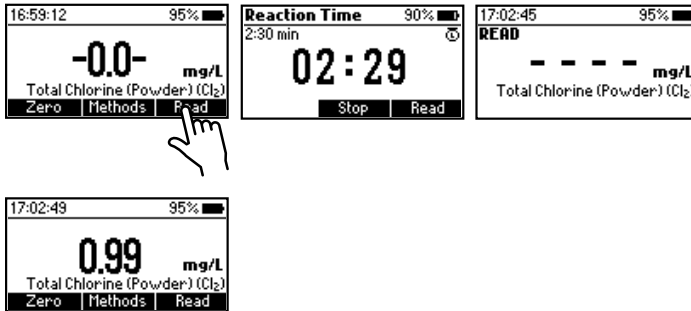 16:59:12 95%
-0.0- mg/L
Total Chlorine (Powder) (Cl₂)
Zero Methods Read
Reaction Time 90%
2:30 min
02:29
Stop Read
17:02:45 95%
READ
- - - - mg/L
Total Chlorine (Powder) (Cl₂)
17:02:49 95%
0.99 mg/L
Total Chlorine (Powder) (Cl₂)
Zero Methods Read